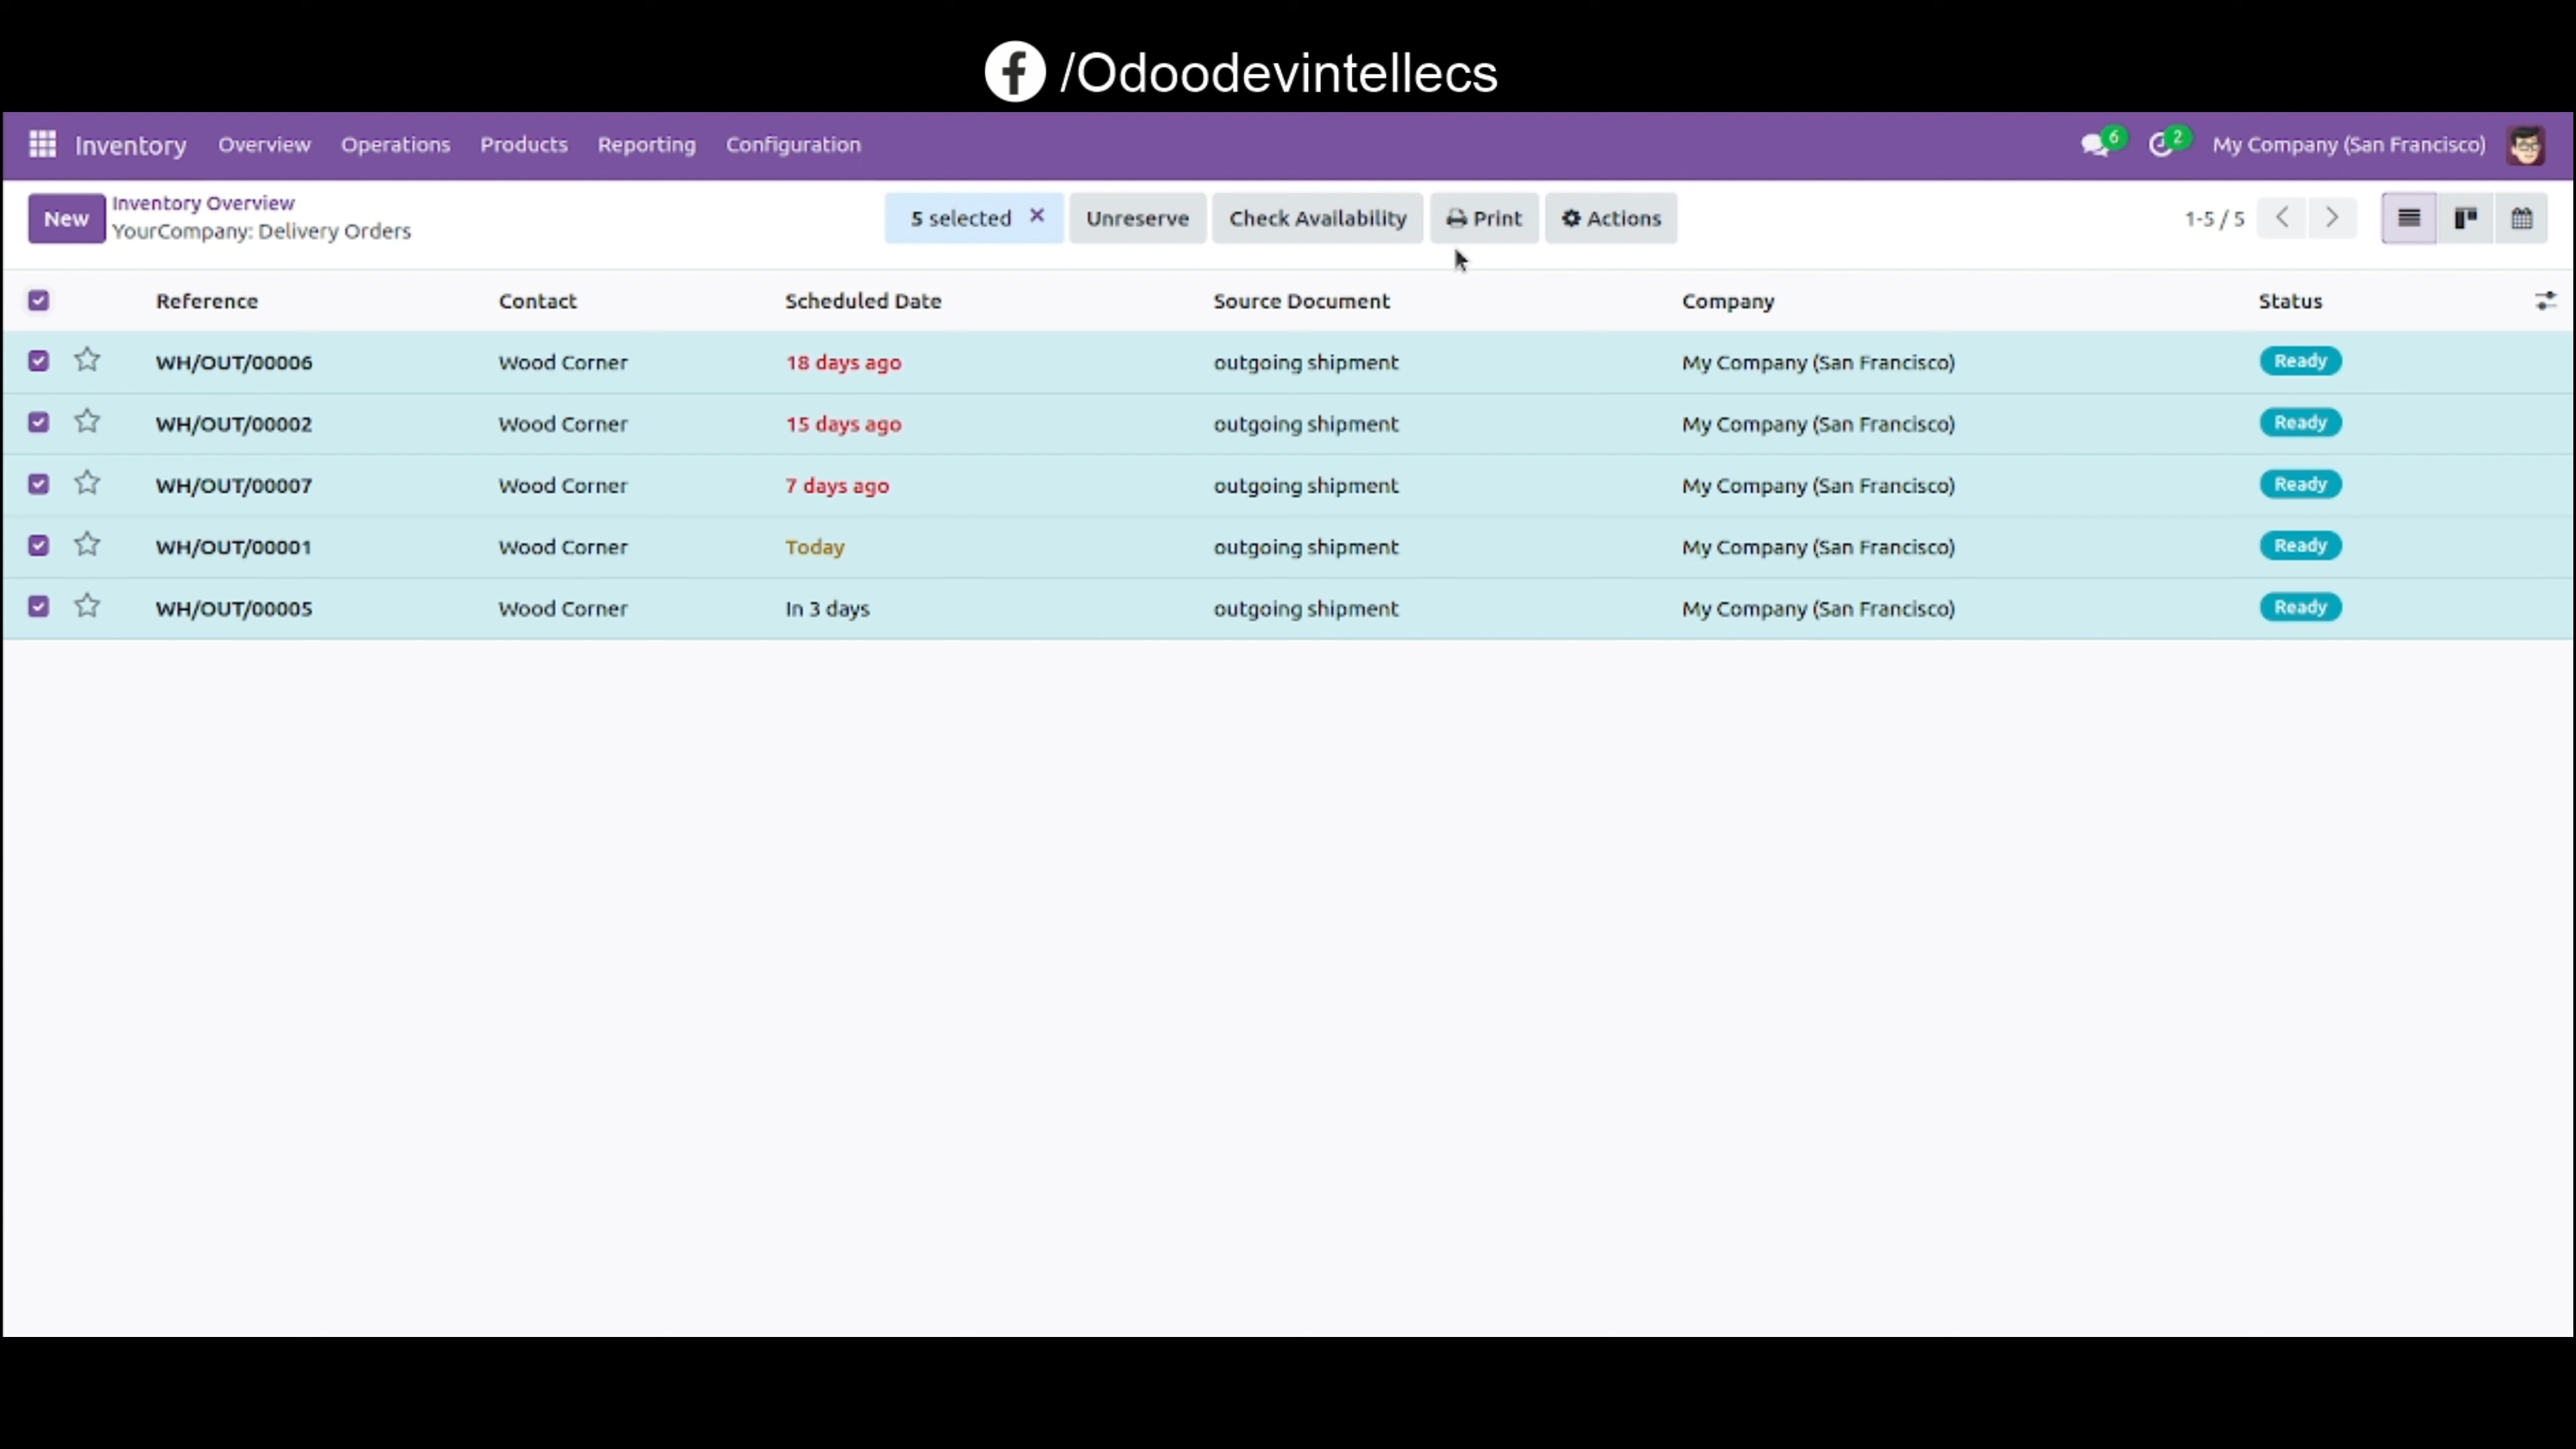 /Odoodevintellecs
Inventory Overview Operations Products Reporting Configuration 6 2 My Company (San Francisco)
New Inventory Overview
YourCompany: Delivery Orders
5 selected × Unreserve Check Availability Print Actions 1-5 / 5
Reference Contact Scheduled Date Source Document Company Status
WH/OUT/00006 Wood Corner 18 days ago outgoing shipment My Company (San Francisco) Ready
WH/OUT/00002 Wood Corner 15 days ago outgoing shipment My Company (San Francisco) Ready
WH/OUT/00007 Wood Corner 7 days ago outgoing shipment My Company (San Francisco) Ready
WH/OUT/00001 Wood Corner Today outgoing shipment My Company (San Francisco) Ready
WH/OUT/00005 Wood Corner In 3 days outgoing shipment My Company (San Francisco) Ready